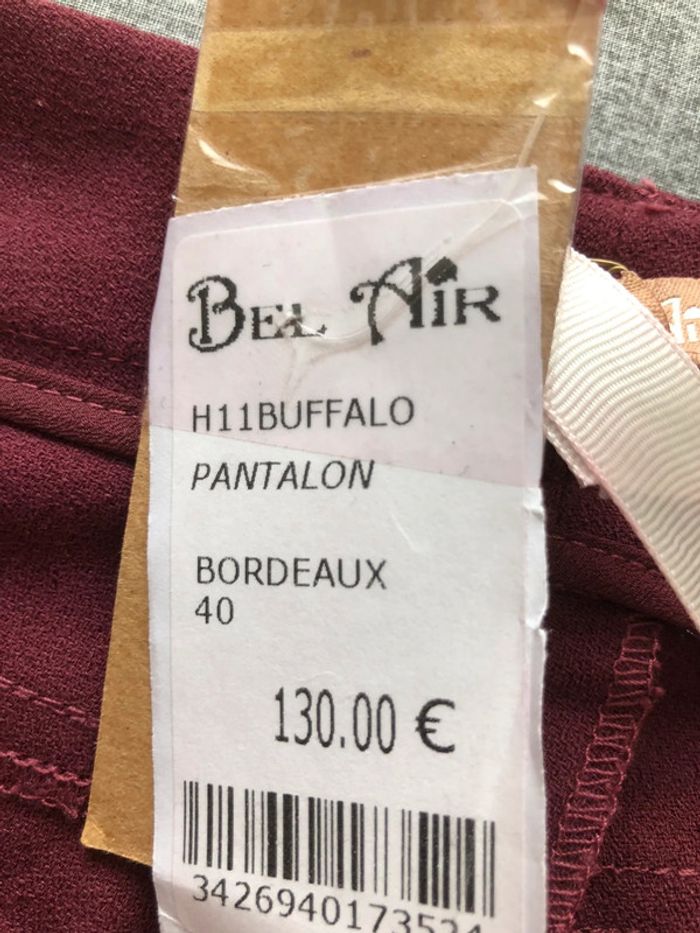 Bel Air
H11BUFFALO
PANTALON
BORDEAUX
40
130.00 €
3426940173524